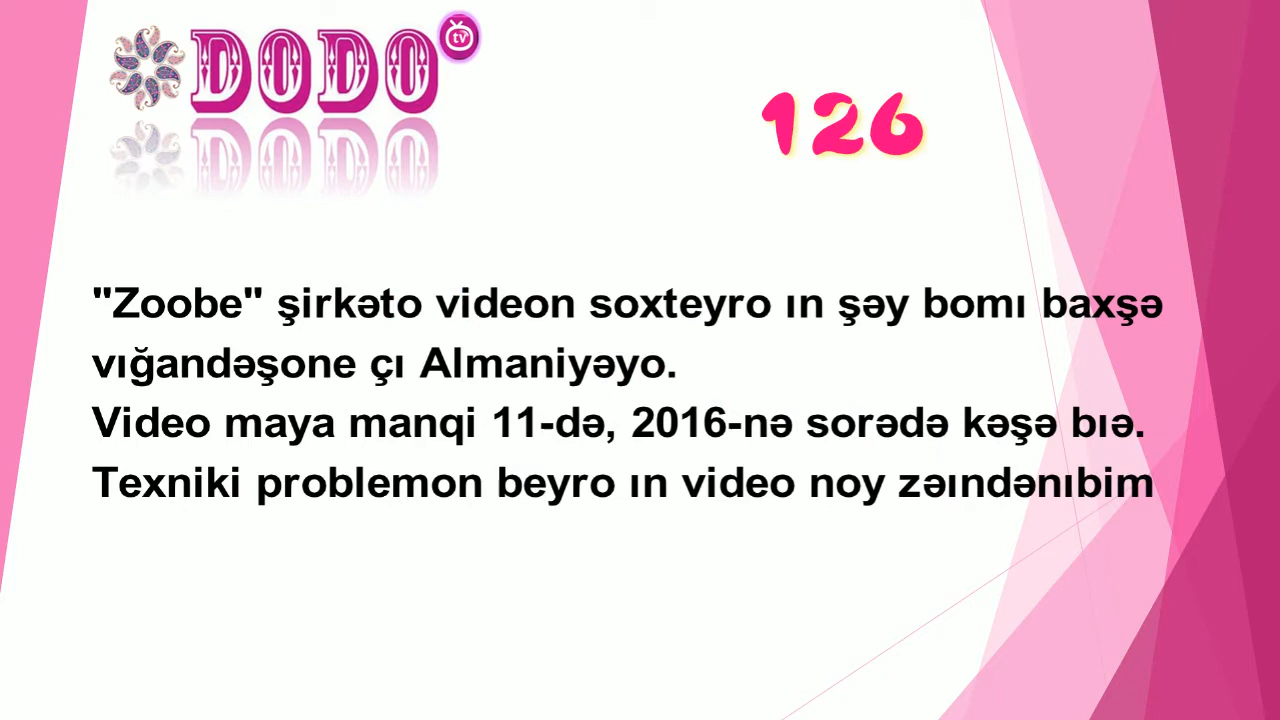 DODO tv
126
"Zoobe" şirkəto videon soxteyro ın şəy bomı baxşə
vığandəşone çı Almaniyəyo.
Video maya manqi 11-də, 2016-nə sorədə kəşə bıə.
Texniki problemon beyro ın video noy zəındənıbim